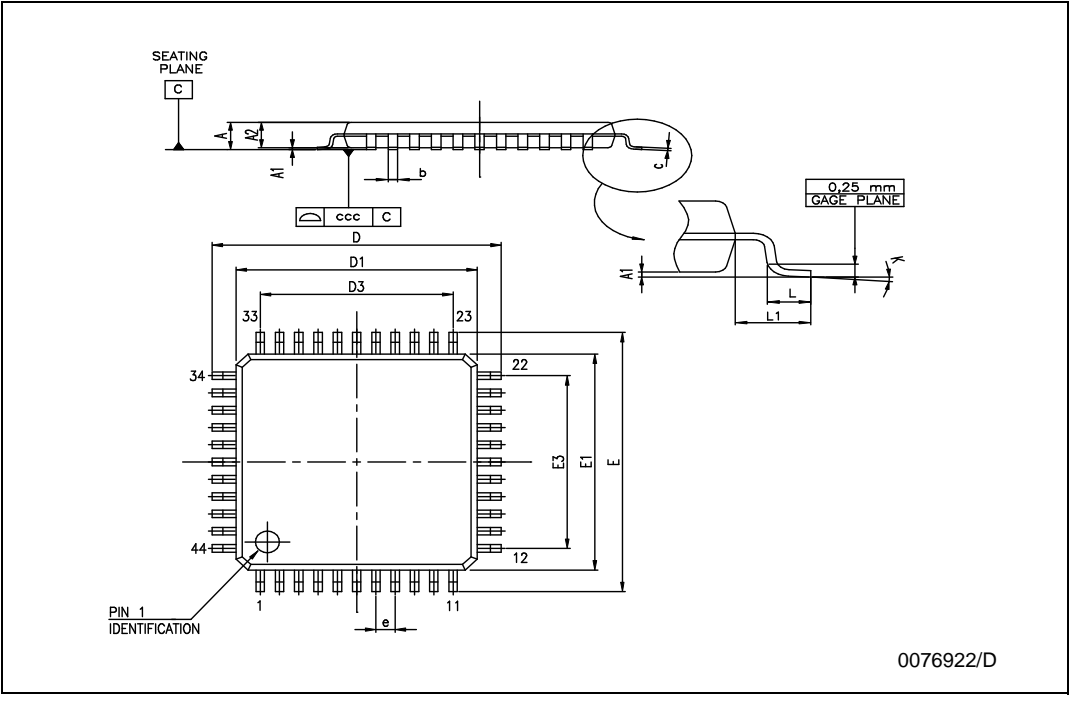 SEATING
PLANE
C
A
A2
A1
b
c
ccc C
0,25 mm
GAGE PLANE
D
D1
D3
A1
K
L
L1
33
23
34
22
E3
E1
E
44
12
1
11
e
PIN 1
IDENTIFICATION
0076922/D